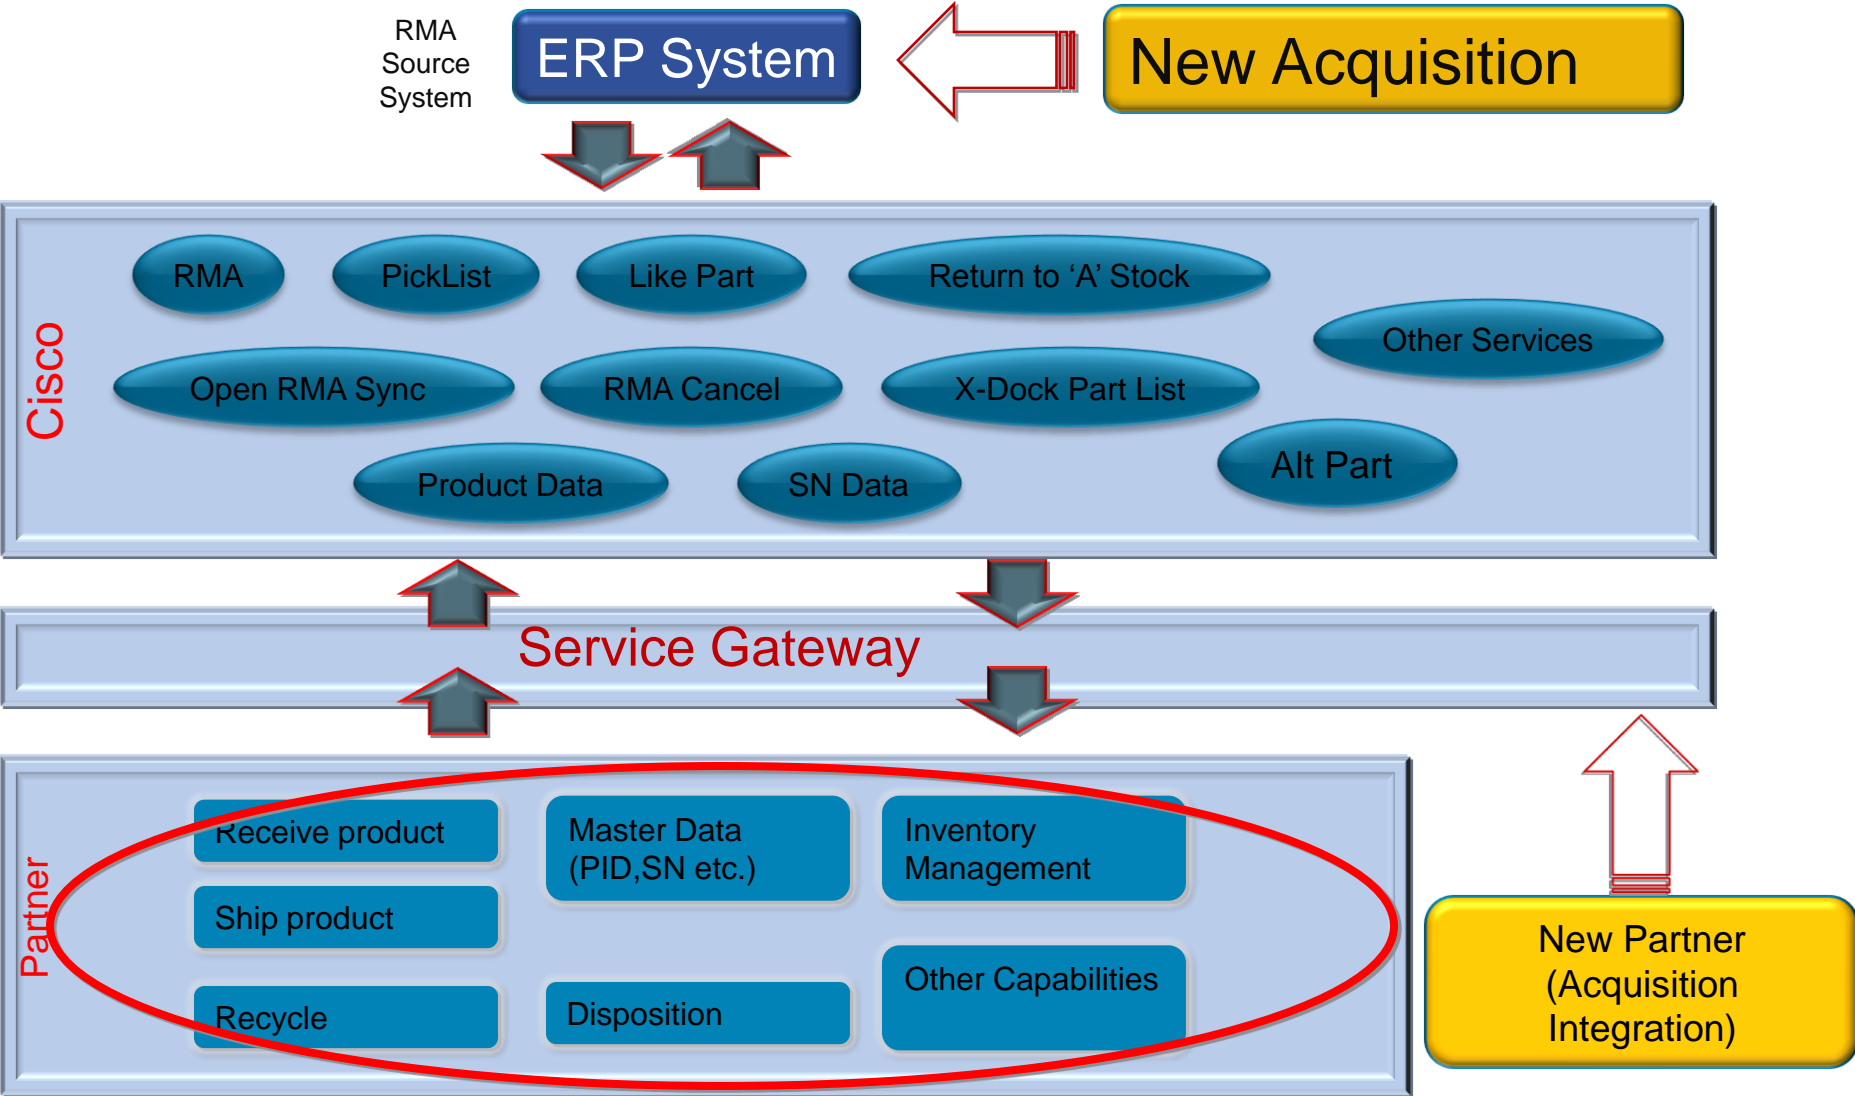 RMA
Source
System
ERP System
New Acquisition
Cisco
RMA
PickList
Like Part
Return to ‘A’ Stock
Other Services
Open RMA Sync
RMA Cancel
X-Dock Part List
Alt Part
Product Data
SN Data
Service Gateway
Partner
Receive product
Master Data
(PID,SN etc.)
Inventory
Management
Ship product
Other Capabilities
Recycle
Disposition
New Partner
(Acquisition
Integration)